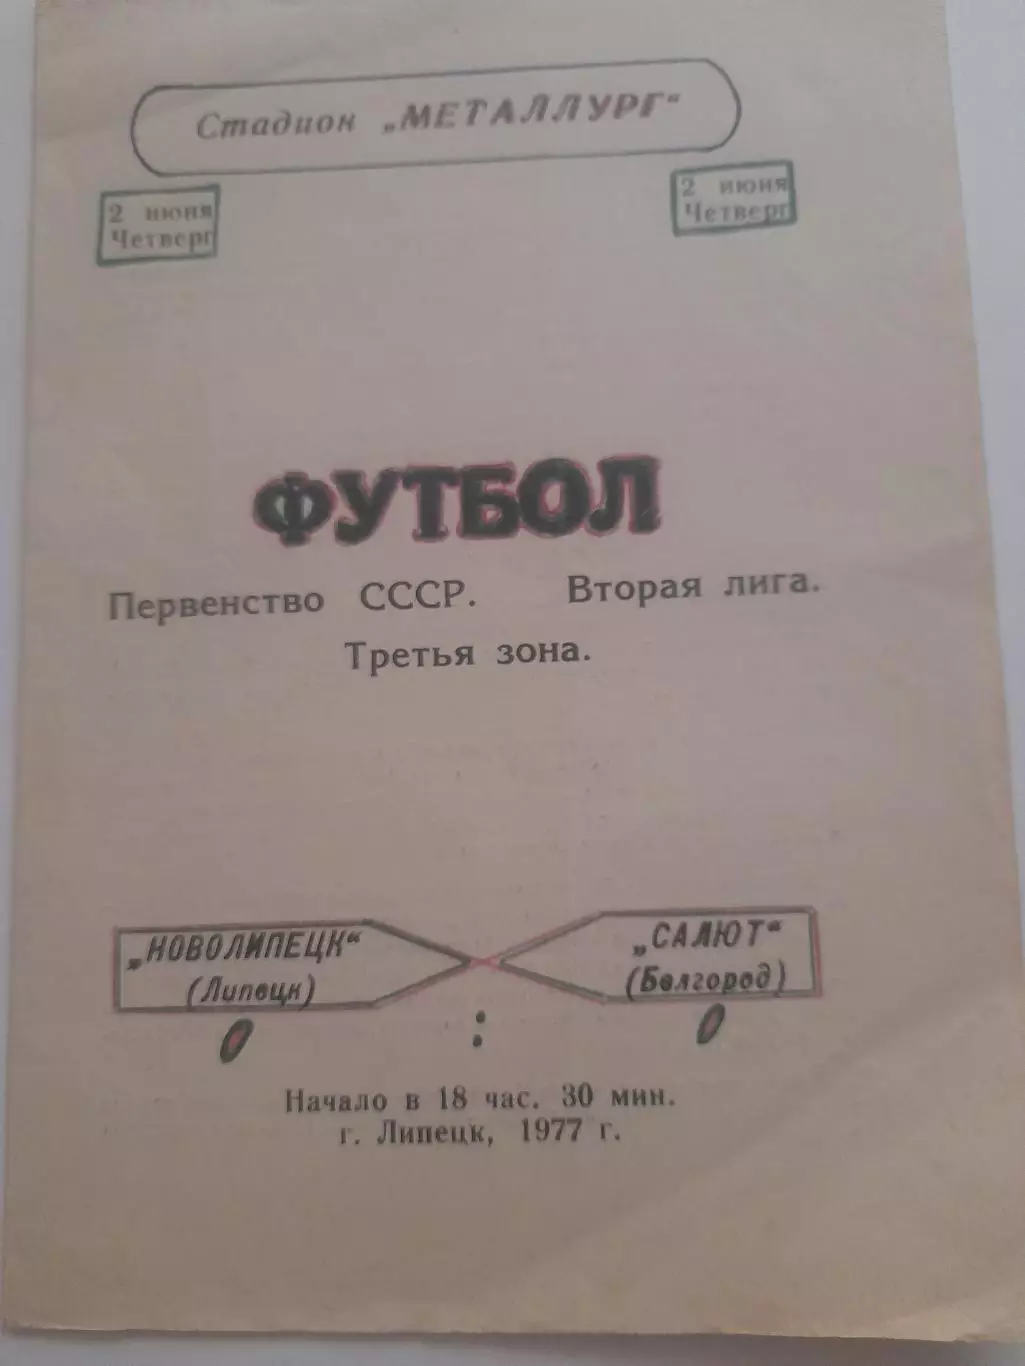 Стадион „МЕТАЛЛУРГ“
2 июня
Четверг
2 июня
Четверг
ФУТБОЛ
Первенство СССР. Вторая лига.
Третья зона.
„НОВОЛИПЕЦК“
(Липецк)
„САЛЮТ“
(Белгород)
0 : 0
Начало в 18 час. 30 мин.
г. Липецк, 1977 г.